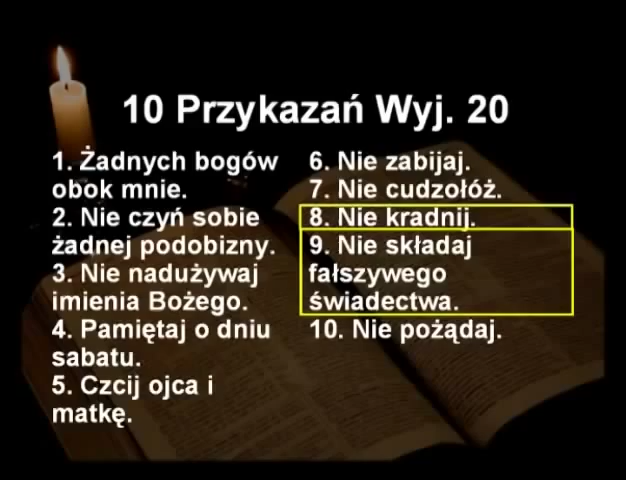 10 Przykazań Wyj. 20
1. Żadnych bogów
obok mnie.
2. Nie czyń sobie
żadnej podobizny.
3. Nie nadużywaj
imienia Bożego.
4. Pamiętaj o dniu
sabatu.
5. Czcij ojca i
matkę.
6. Nie zabijaj.
7. Nie cudzołóż.
8. Nie kradnij.
9. Nie składaj
fałszywego
świadectwa.
10. Nie pożądaj.